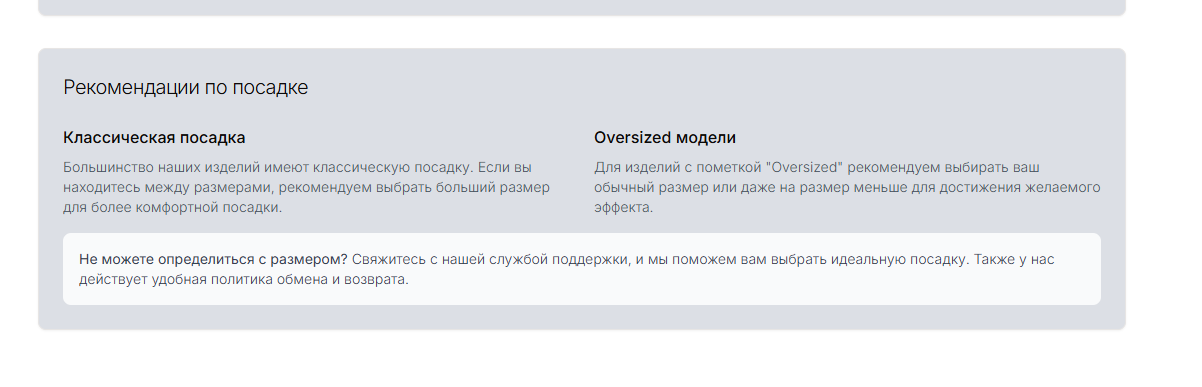 Рекомендации по посадке
Классическая посадка
Большинство наших изделий имеют классическую посадку. Если вы
находитесь между размерами, рекомендуем выбрать больший размер
для более комфортной посадки.
Oversized модели
Для изделий с пометкой "Oversized" рекомендуем выбирать ваш
обычный размер или даже на размер меньше для достижения желаемого
эффекта.
Не можете определиться с размером? Свяжитесь с нашей службой поддержки, и мы поможем вам выбрать идеальную посадку. Также у нас
действует удобная политика обмена и возврата.